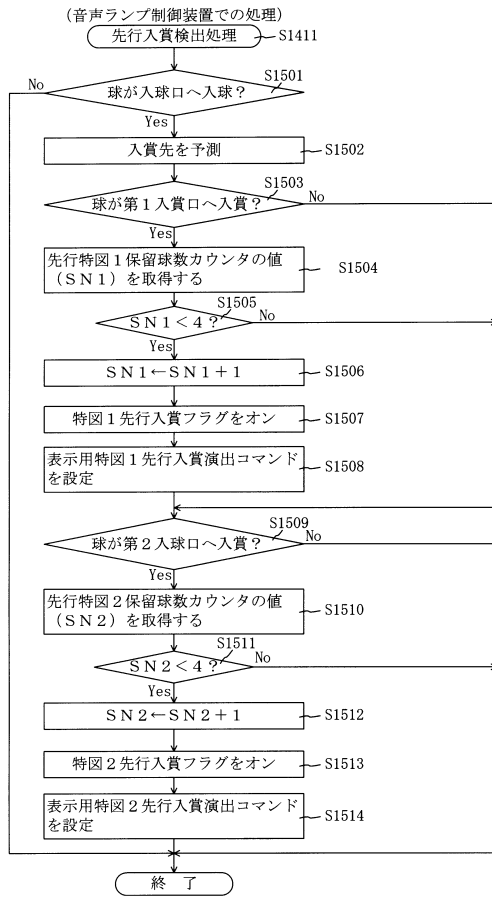 (音声ランプ制御装置での処理)
先行入賞検出処理
S1411
S1501
No
球が入球口へ入球?
Yes
入賞先を予測
S1502
S1503
球が第1入賞口へ入賞?
No
Yes
先行特図1保留球数カウンタの値
(SN1)を取得する
S1504
S1505
SN1<4?
No
Yes
SN1←SN1+1
S1506
特図1先行入賞フラグをオン
S1507
表示用特図1先行入賞演出コマンド
を設定
S1508
S1509
球が第2入球口へ入賞?
No
Yes
先行特図2保留球数カウンタの値
(SN2)を取得する
S1510
S1511
SN2<4?
No
Yes
SN2←SN2+1
S1512
特図2先行入賞フラグをオン
S1513
表示用特図2先行入賞演出コマンド
を設定
S1514
終 了